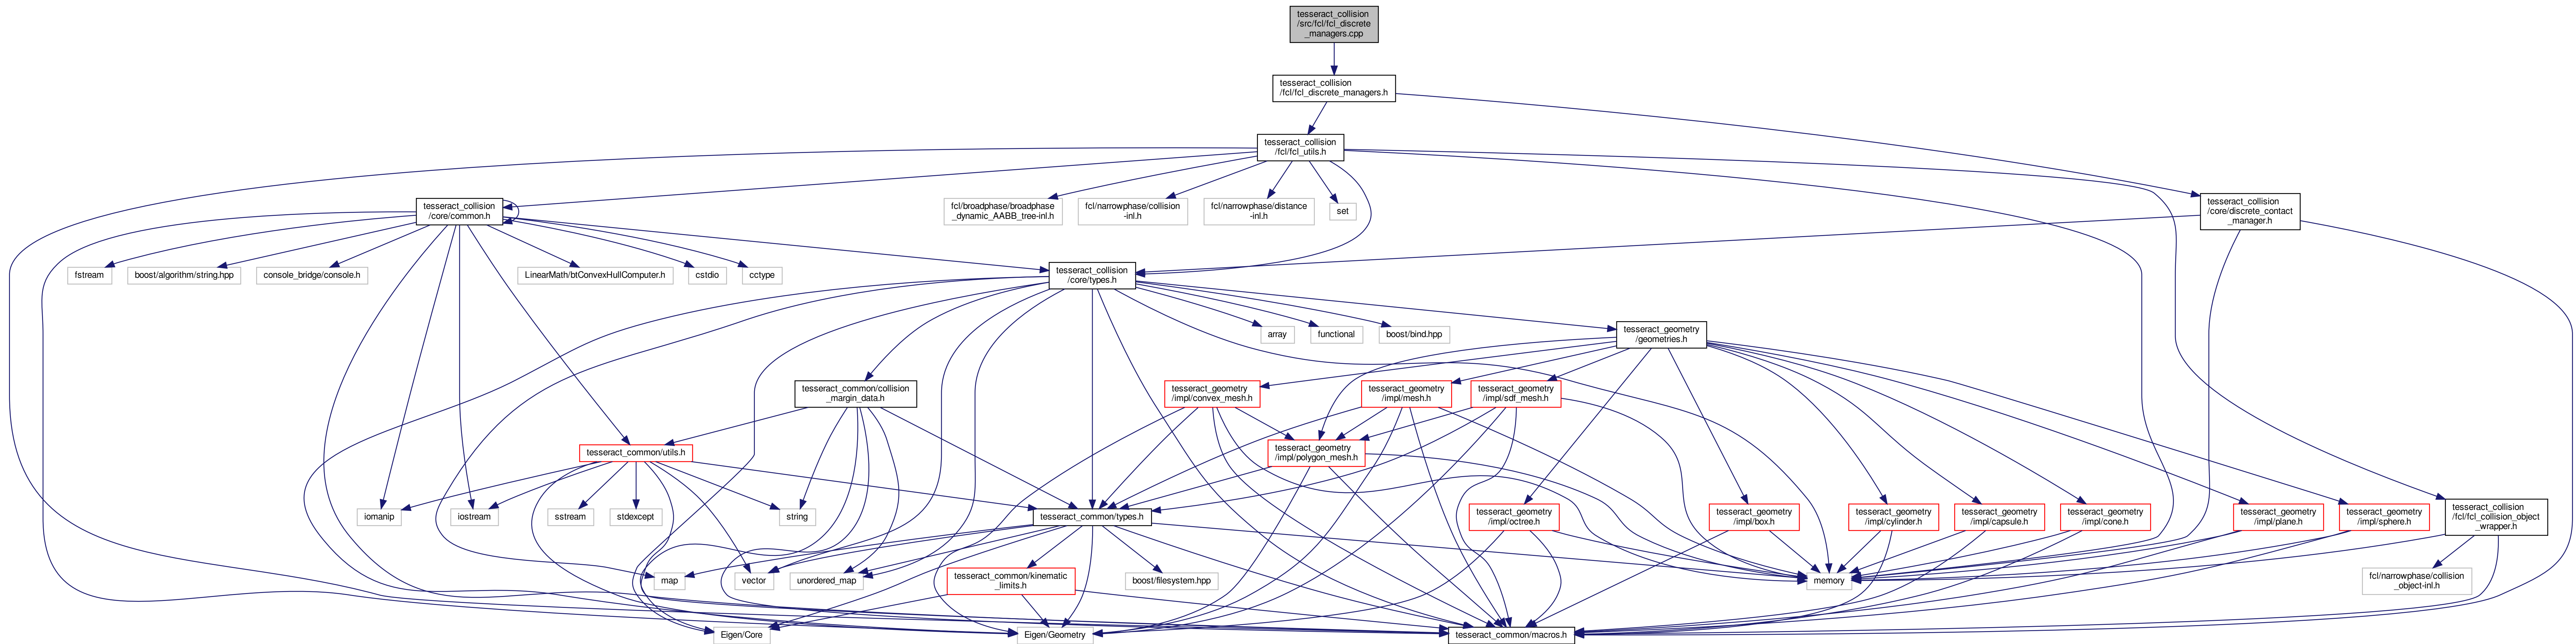 tesseract_collision
/src/fcl/fcl_discrete
_managers.cpp
tesseract_collision
/fcl/fcl_discrete_managers.h
tesseract_collision
/fcl/fcl_utils.h
tesseract_collision
/core/common.h
fcl/broadphase/broadphase
_dynamic_AABB_tree-inl.h
fcl/narrowphase/collision
-inl.h
fcl/narrowphase/distance
-inl.h
set
tesseract_collision
/core/discrete_contact
_manager.h
fstream
boost/algorithm/string.hpp
console_bridge/console.h
LinearMath/btConvexHullComputer.h
cstdio
cctype
tesseract_collision
/core/types.h
array
functional
boost/bind.hpp
tesseract_geometry
/geometries.h
tesseract_common/collision
_margin_data.h
tesseract_geometry
/impl/convex_mesh.h
tesseract_geometry
/impl/mesh.h
tesseract_geometry
/impl/sdf_mesh.h
tesseract_common/utils.h
tesseract_geometry
/impl/polygon_mesh.h
iomanip
iostream
sstream
stdexcept
string
tesseract_common/types.h
tesseract_geometry
/impl/octree.h
tesseract_geometry
/impl/box.h
tesseract_geometry
/impl/cylinder.h
tesseract_geometry
/impl/capsule.h
tesseract_geometry
/impl/cone.h
tesseract_geometry
/impl/plane.h
tesseract_geometry
/impl/sphere.h
tesseract_collision
/fcl/fcl_collision_object
_wrapper.h
map
vector
unordered_map
tesseract_common/kinematic
_limits.h
boost/filesystem.hpp
memory
fcl/narrowphase/collision
_object-inl.h
Eigen/Core
Eigen/Geometry
tesseract_common/macros.h